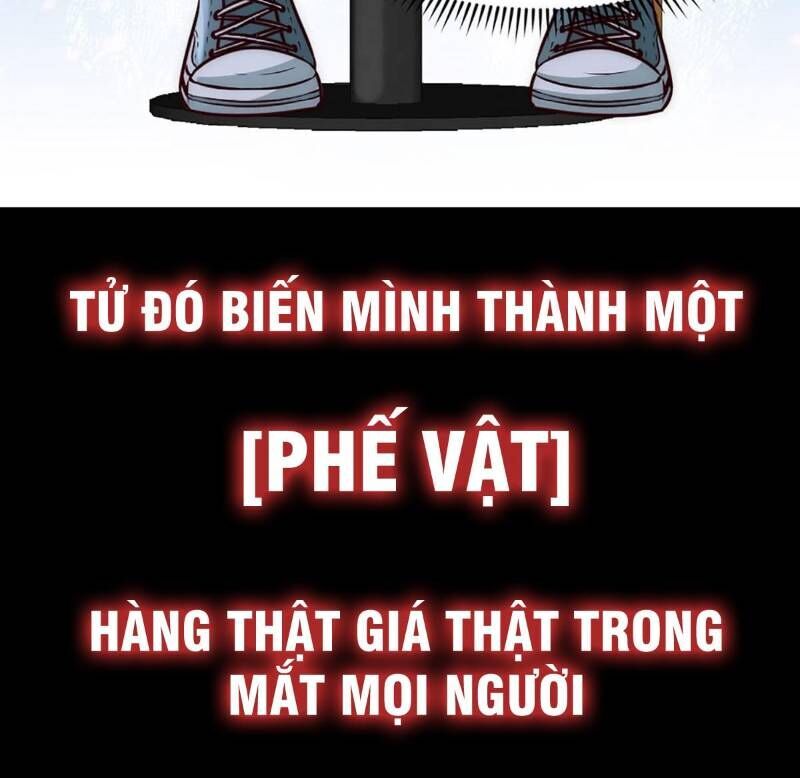 TỬ ĐÓ BIẾN MÌNH THÀNH MỘT
[PHẾ VẬT]
HÀNG THẬT GIÁ THẬT TRONG
MẮT MỌI NGƯỜI